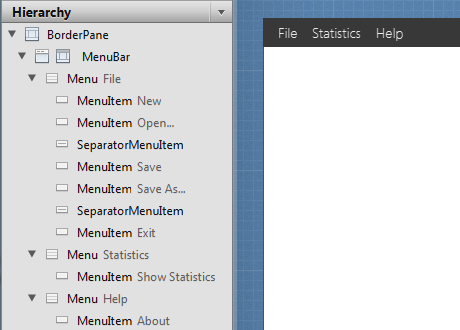 Hierarchy
BorderPane
MenuBar
Menu File
MenuItem New
MenuItem Open...
SeparatorMenuItem
MenuItem Save
MenuItem Save As...
SeparatorMenuItem
MenuItem Exit
Menu Statistics
MenuItem Show Statistics
Menu Help
MenuItem About
File Statistics Help